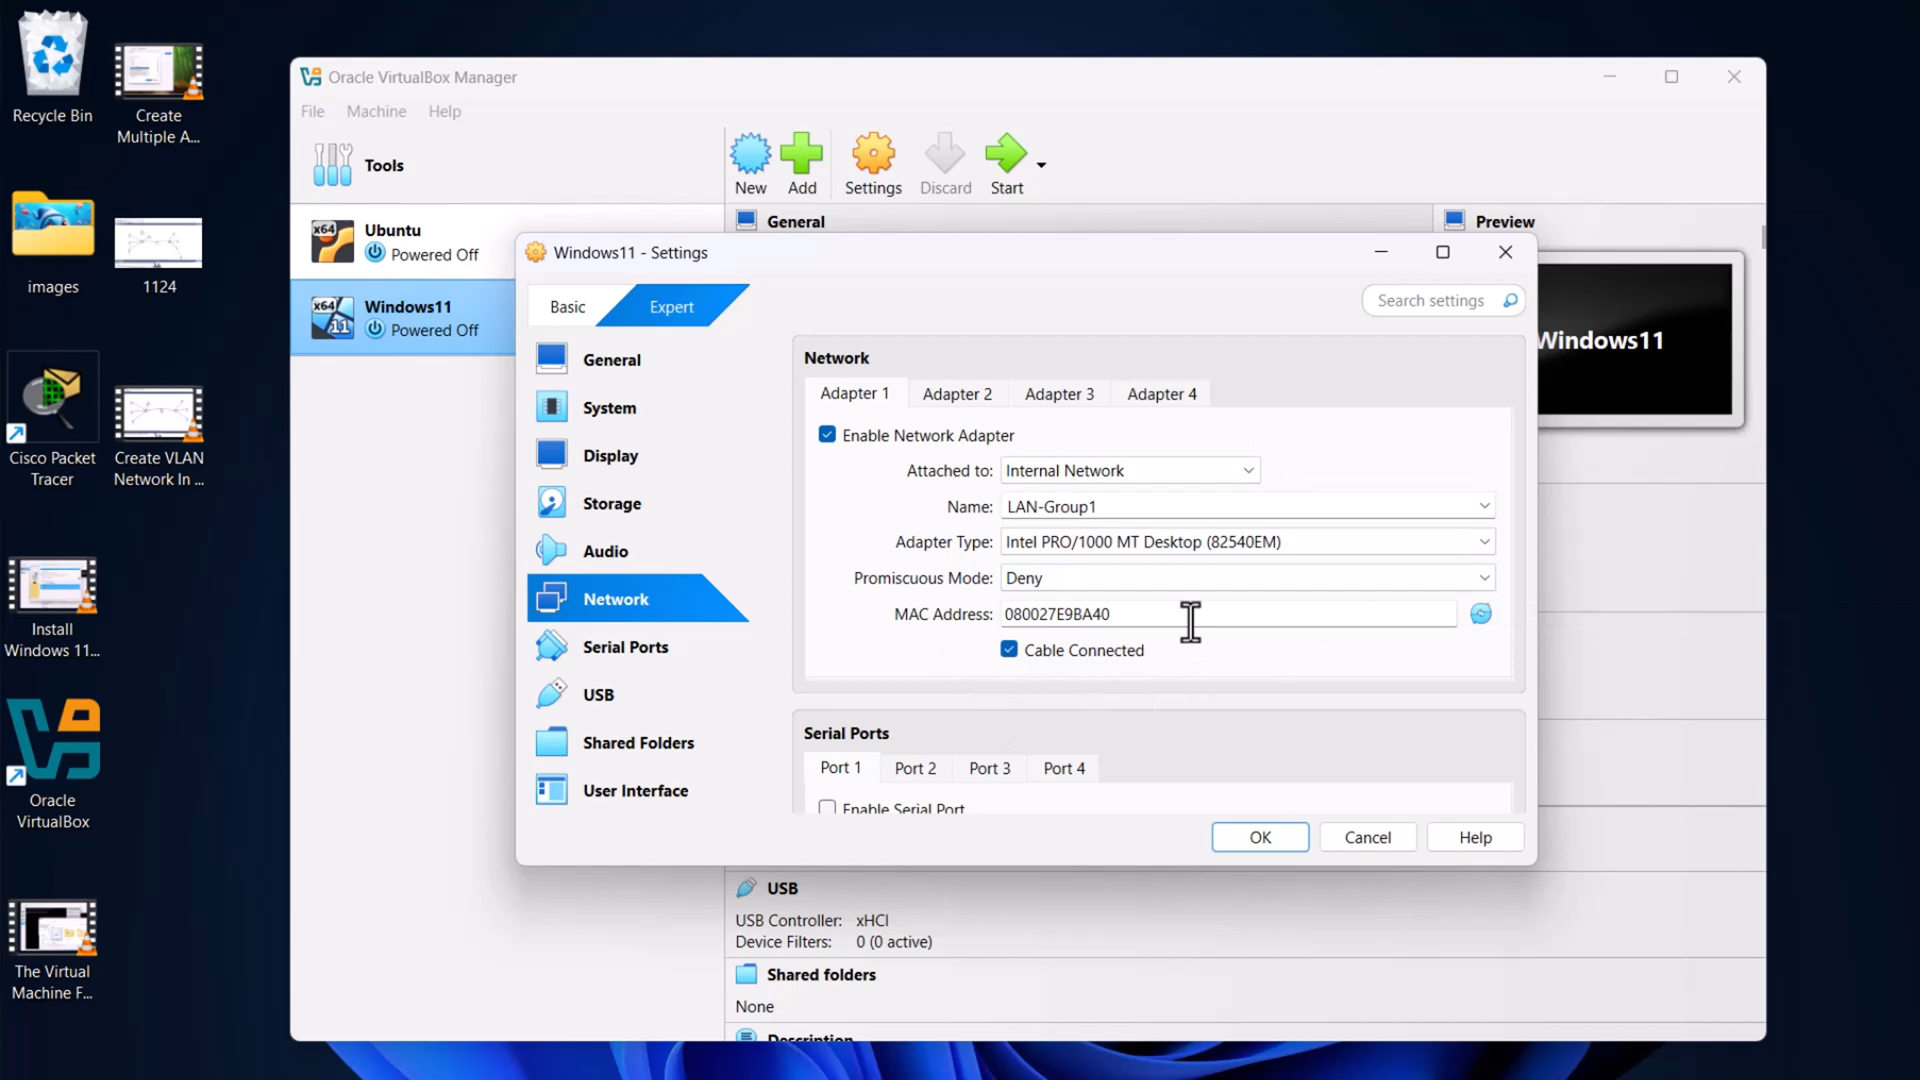 Recycle Bin
Create
Multiple A...
images
1124
Cisco Packet
Tracer
Create VLAN
Network In ...
Install
Windows 11...
Oracle
VirtualBox
The Virtual
Machine F...
Oracle VirtualBox Manager
File Machine Help
Tools
New Add Settings Discard Start
x64 Ubuntu
Powered Off
x64 11 Windows11
Powered Off
General
Preview
Windows11
Windows11 - Settings
Basic Expert
Search settings
General
System
Display
Storage
Audio
Network
Serial Ports
USB
Shared Folders
User Interface
Network
Adapter 1 Adapter 2 Adapter 3 Adapter 4
Enable Network Adapter
Attached to: Internal Network
Name: LAN-Group1
Adapter Type: Intel PRO/1000 MT Desktop (82540EM)
Promiscuous Mode: Deny
MAC Address: 080027E9BA40
Cable Connected
Serial Ports
Port 1 Port 2 Port 3 Port 4
Enable Serial Port
OK Cancel Help
USB
USB Controller: xHCI
Device Filters: 0 (0 active)
Shared folders
None
Description